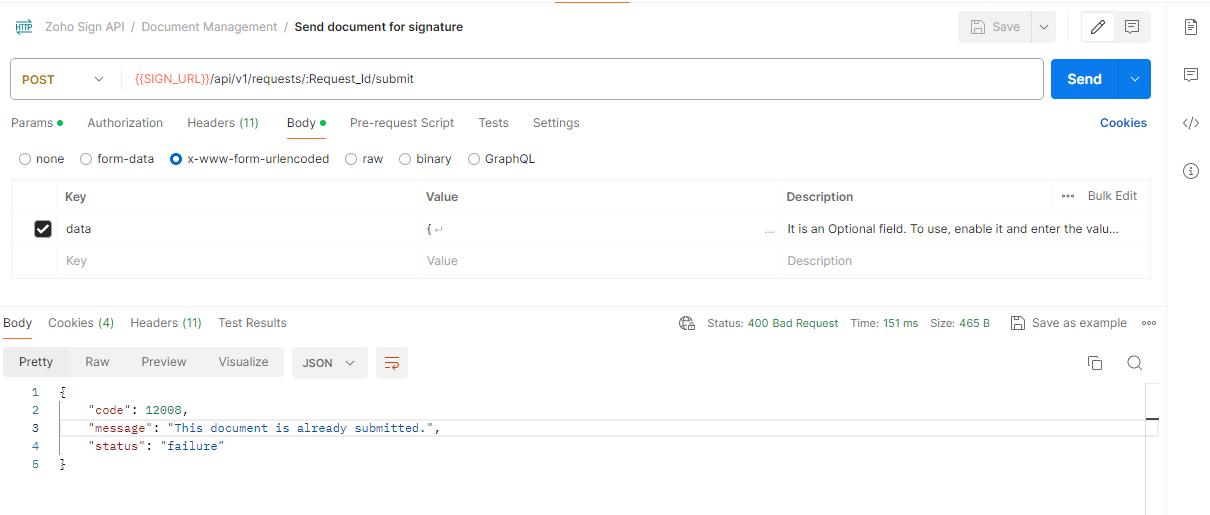 HTTP Zoho Sign API / Document Management / Send document for signature Save
POST {{SIGN_URL}}/api/v1/requests/:Request_Id/submit Send
Params Authorization Headers (11) Body Pre-request Script Tests Settings Cookies
none form-data x-www-form-urlencoded raw binary GraphQL
Key Value Description ••• Bulk Edit
data { ↵ ... It is an Optional field. To use, enable it and enter the valu...
Key Value Description
Body Cookies (4) Headers (11) Test Results Status: 400 Bad Request Time: 151 ms Size: 465 B Save as example •••
Pretty Raw Preview Visualize JSON
1 {
2 "code": 12008,
3 "message": "This document is already submitted.",
4 "status": "failure"
5 }